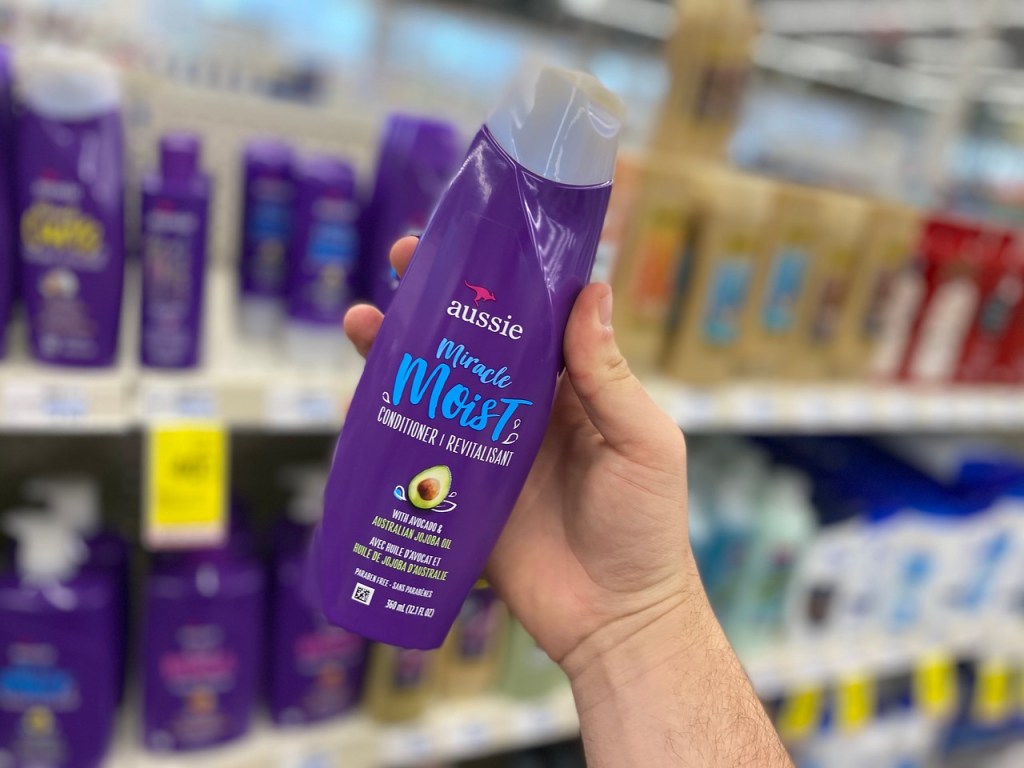 aussie
Miracle
Moist
CONDITIONER | REVITALISANT
WITH AVOCADO &
AUSTRALIAN JOJOBA OIL
AVEC HUILE D'AVOCAT ET
HUILE DE JOJOBA D'AUSTRALIE
PARABEN FREE - SANS PARABÈNES
360 mL (12.1 FL OZ)